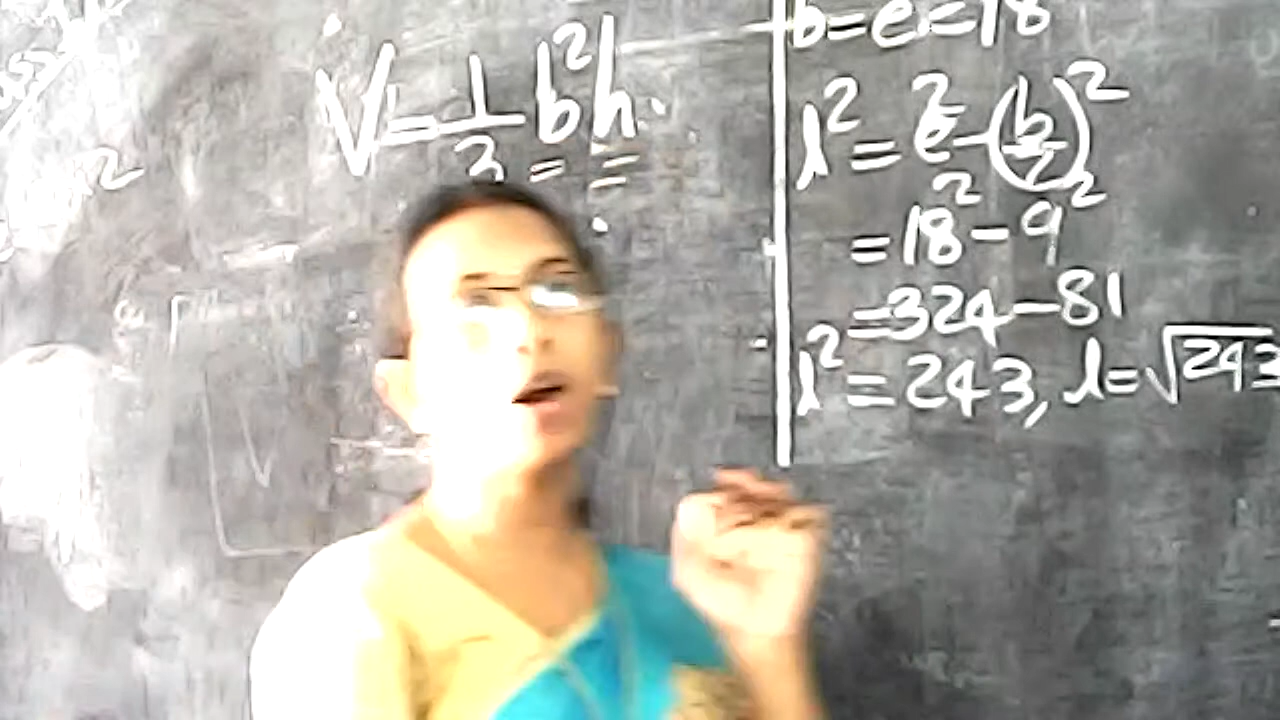 V = 1/3 b²h.
b = e = 18
l² = e² - (b/2)²
= 18² - 9²
= 324 - 81
l² = 243, l = √243